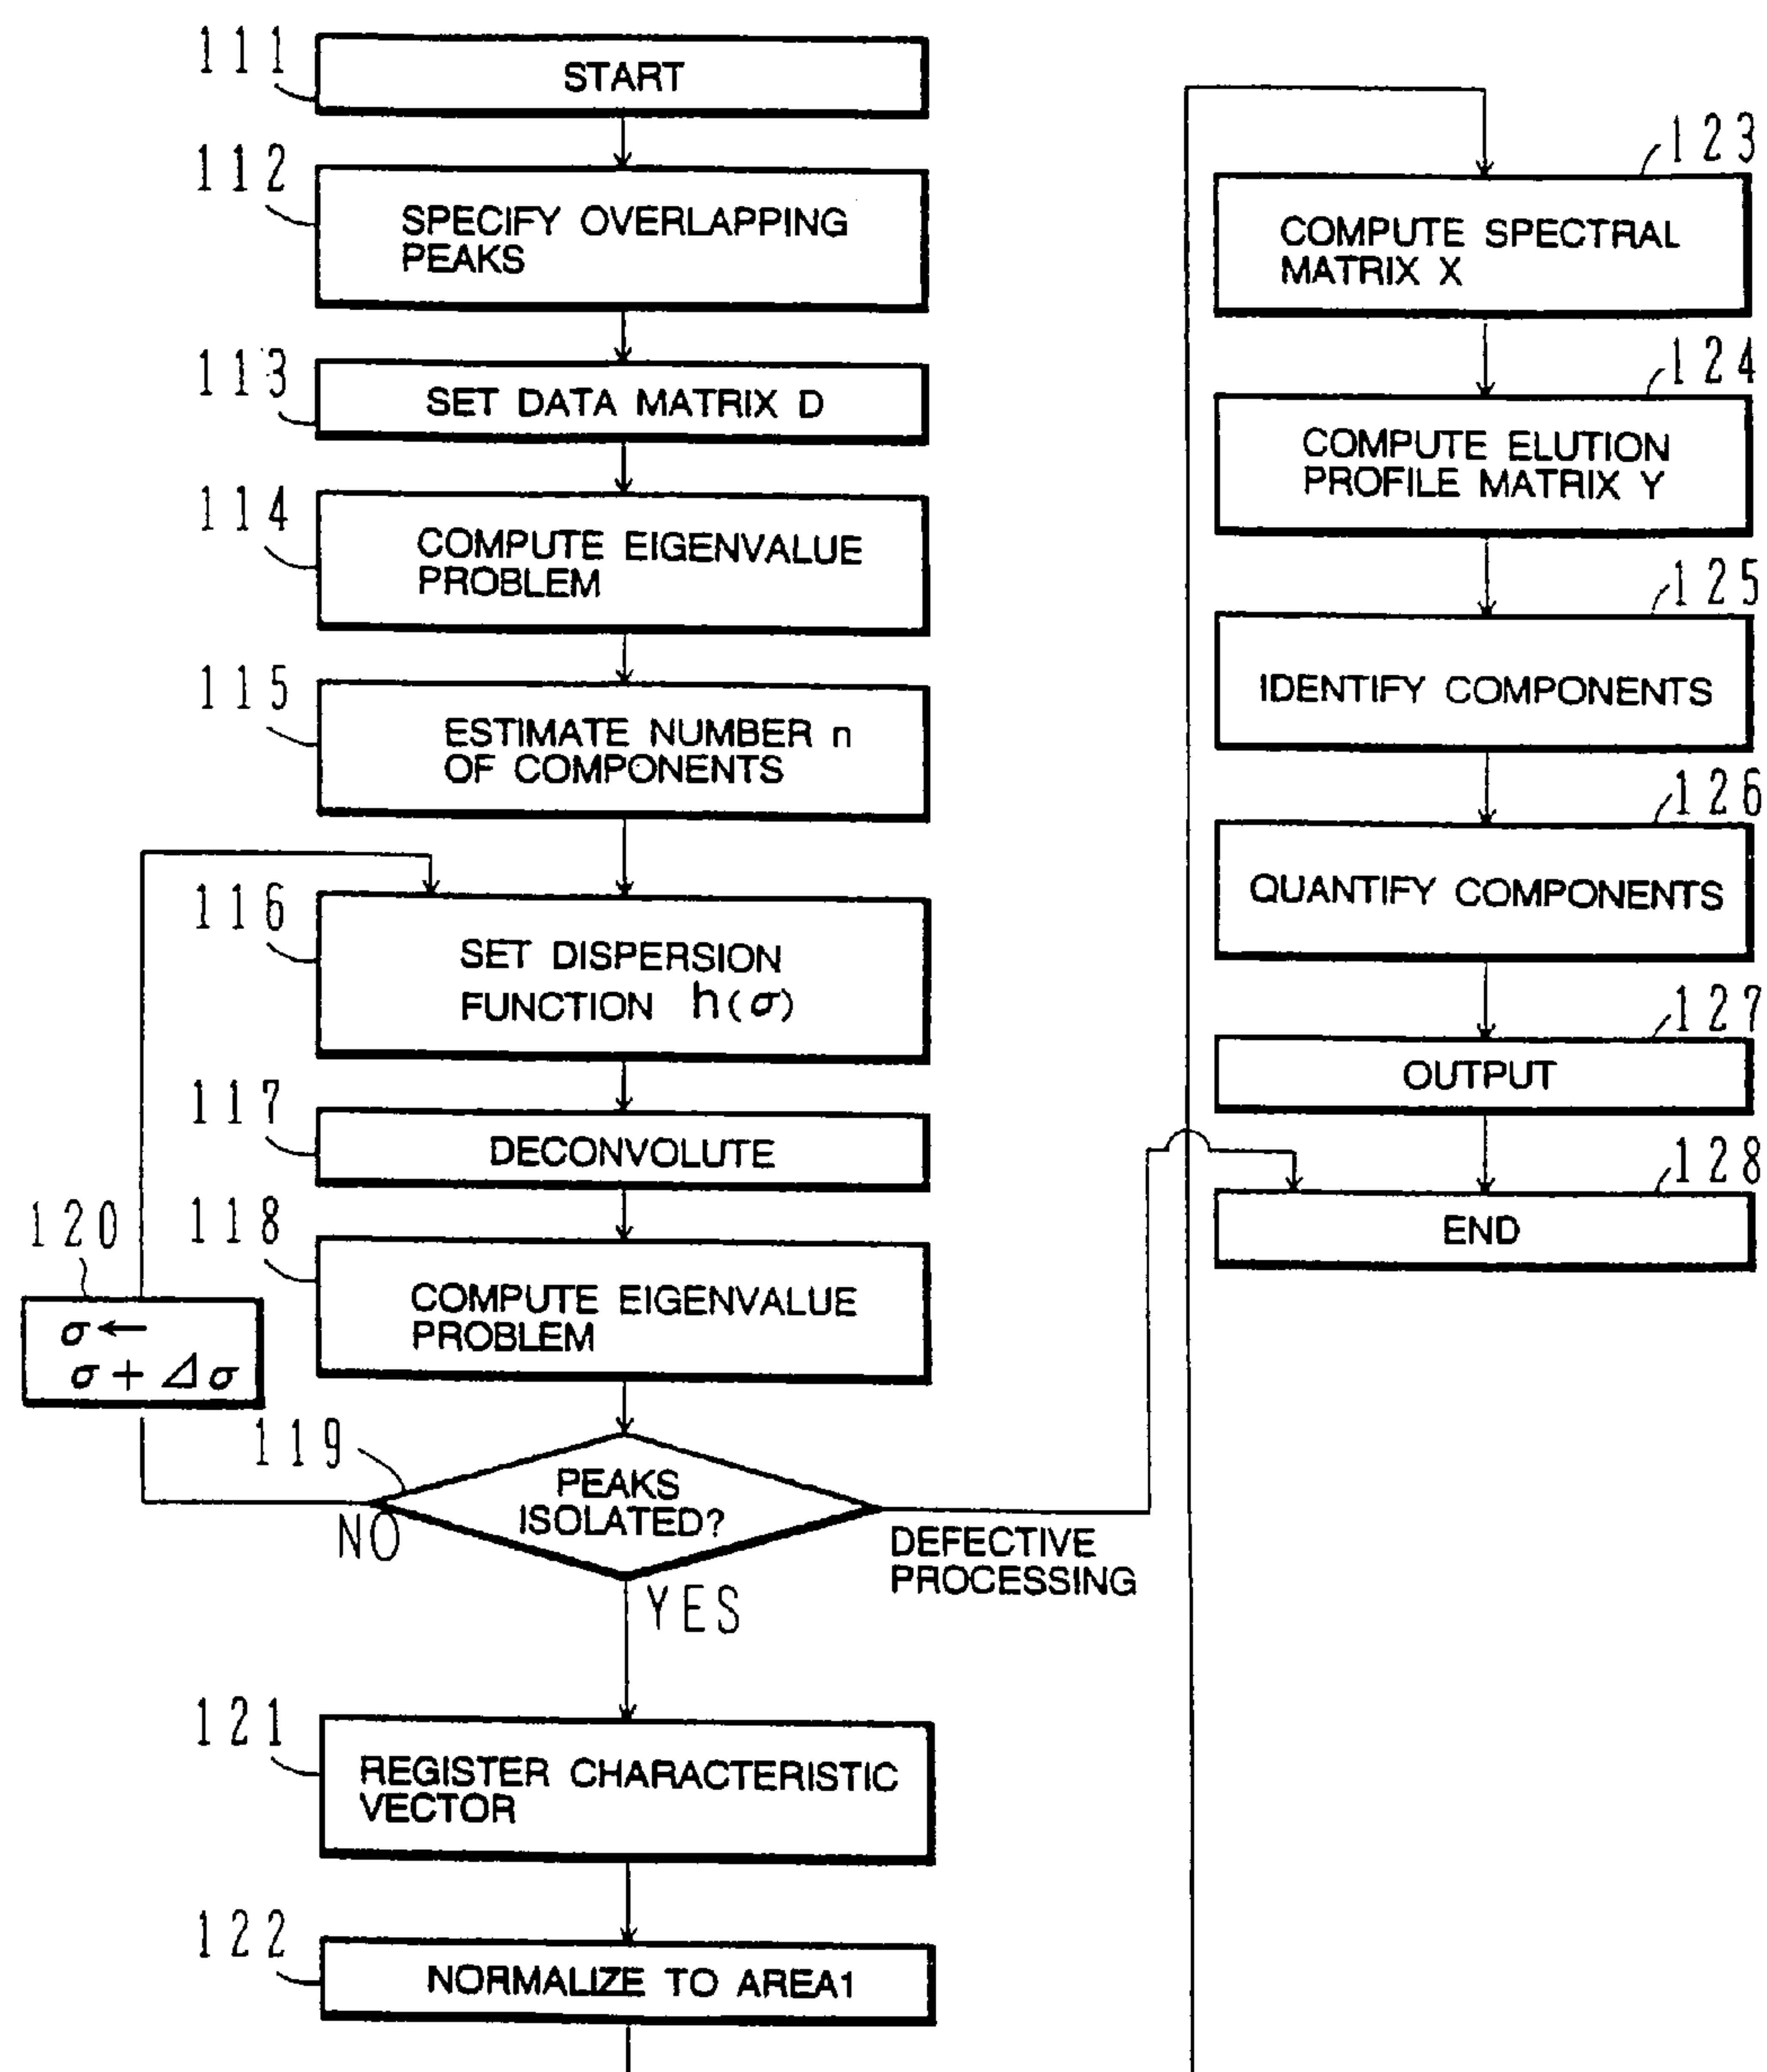 111
START
112
SPECIFY OVERLAPPING
PEAKS
113
SET DATA MATRIX D
114
COMPUTE EIGENVALUE
PROBLEM
115
ESTIMATE NUMBER n
OF COMPONENTS
116
SET DISPERSION
FUNCTION h(σ)
117
DECONVOLUTE
118
COMPUTE EIGENVALUE
PROBLEM
120
σ←
σ + Δσ
119
PEAKS
ISOLATED?
NO
DEFECTIVE
PROCESSING
YES
121
REGISTER CHARACTERISTIC
VECTOR
122
NORMALIZE TO AREA1
123
COMPUTE SPECTRAL
MATRIX X
124
COMPUTE ELUTION
PROFILE MATRIX Y
125
IDENTIFY COMPONENTS
126
QUANTIFY COMPONENTS
127
OUTPUT
128
END